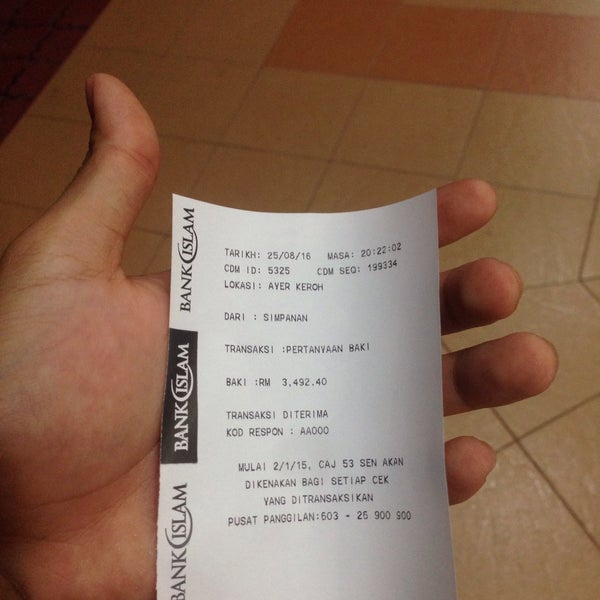 BANK ISLAM
BANK ISLAM
BANK ISLAM
TARIKH: 25/08/16 MASA: 20:22:02
CDM ID: 5325 CDM SEQ: 199334
LOKASI: AYER KEROH
DARI : SIMPANAN
TRANSAKSI :PERTANYAAN BAKI
BAKI :RM 3,492.40
TRANSAKSI DITERIMA
KOD RESPON : AA000
MULAI 2/1/15, CAJ 53 SEN AKAN
DIKENAKAN BAGI SETIAP CEK
YANG DITRANSAKSIKAN
PUSAT PANGGILAN:603 - 26 900 900